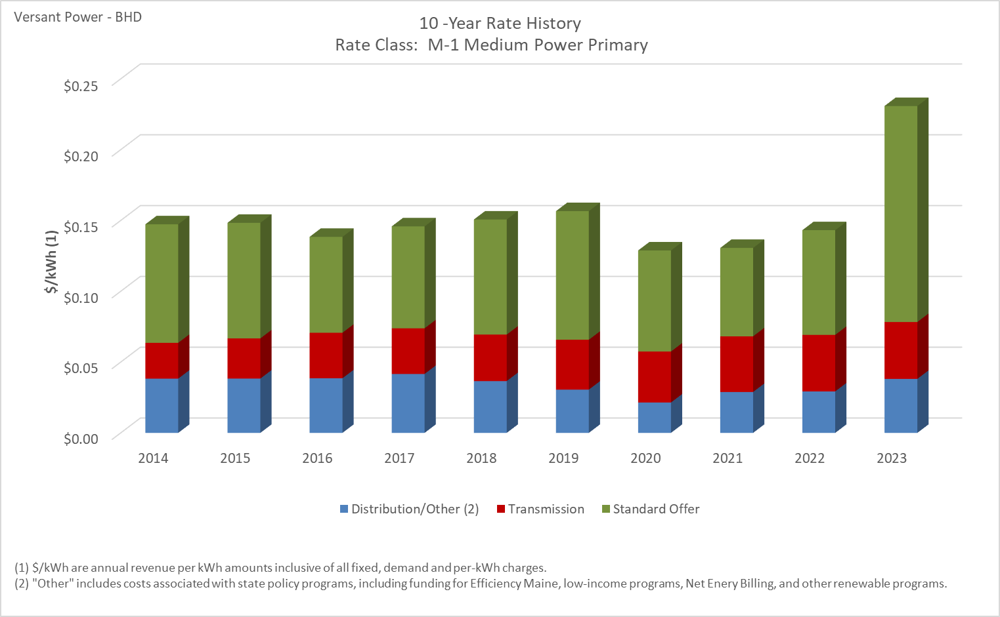 Versant Power - BHD
10 -Year Rate History
Rate Class:  M-1 Medium Power Primary
$/kWh (1)
$0.25
$0.20
$0.15
$0.10
$0.05
$0.00
2014 2015 2016 2017 2018 2019 2020 2021 2022 2023
Distribution/Other (2) Transmission Standard Offer
(1) $/kWh are annual revenue per kWh amounts inclusive of all fixed, demand and per-kWh charges.
(2) "Other" includes costs associated with state policy programs, including funding for Efficiency Maine, low-income programs, Net Enery Billing, and other renewable programs.